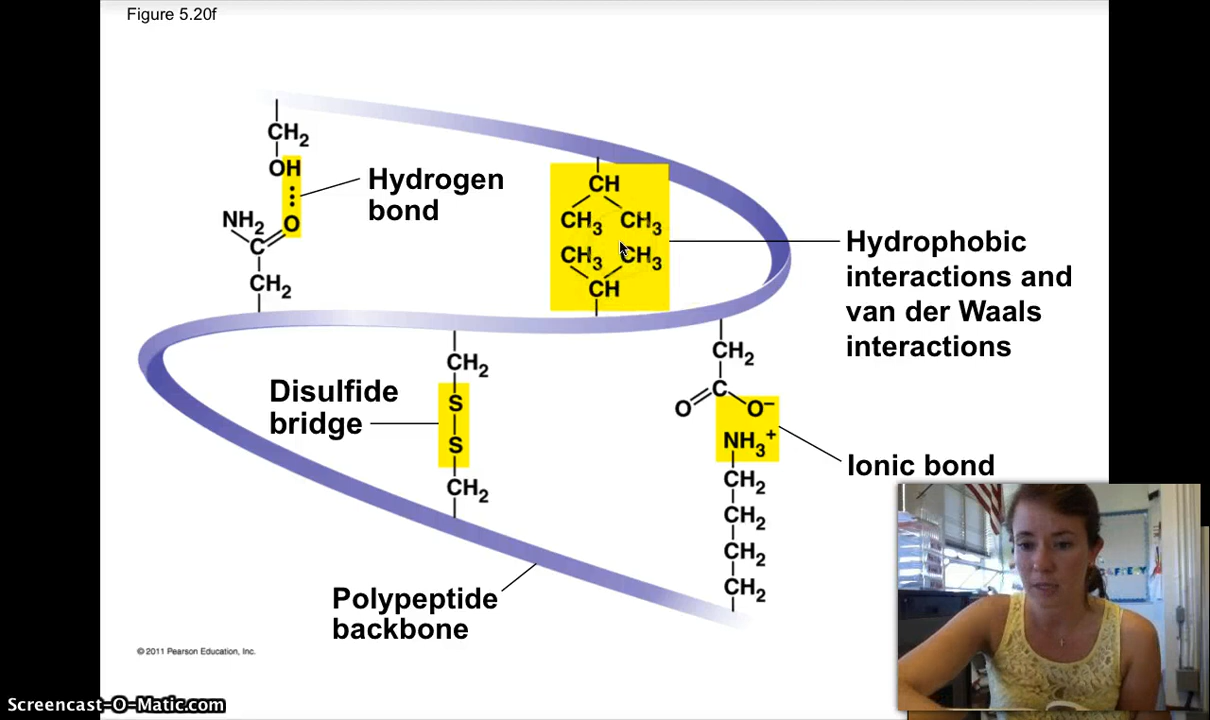 Figure 5.20f
CH2
OH
Hydrogen
bond
NH2
O
C
CH2
CH
CH3 CH3
CH3 CH3
CH
Hydrophobic
interactions and
van der Waals
interactions
CH2
S
S
CH2
Disulfide
bridge
CH2
C
O O−
NH3+
CH2
CH2
CH2
CH2
Ionic bond
Polypeptide
backbone
© 2011 Pearson Education, Inc.
Screencast-O-Matic.com